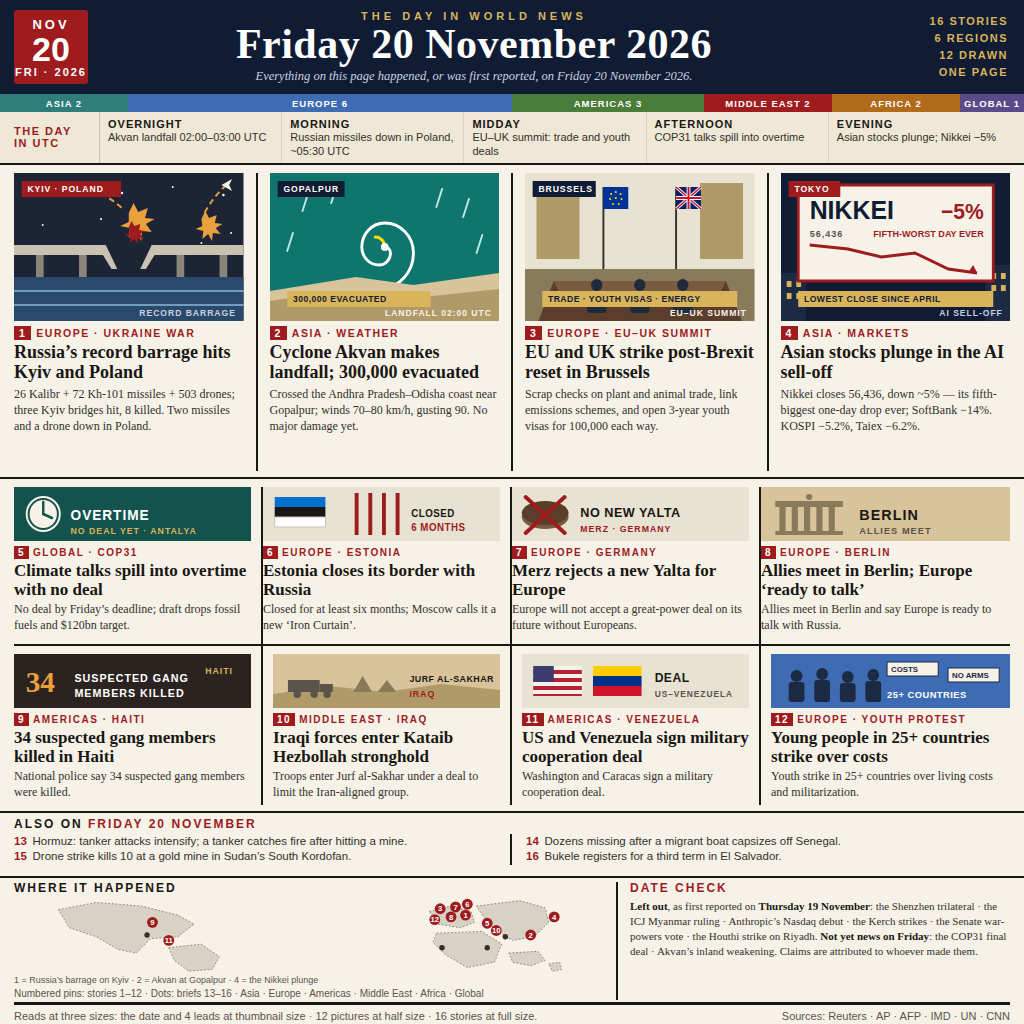 NOV
20
FRI · 2026
THE DAY IN WORLD NEWS
Friday 20 November 2026
Everything on this page happened, or was first reported, on Friday 20 November 2026.
16 STORIES
6 REGIONS
12 DRAWN
ONE PAGE
ASIA 2
EUROPE 6
AMERICAS 3
MIDDLE EAST 2
AFRICA 2
GLOBAL 1
THE DAY
IN UTC
OVERNIGHT
Akvan landfall 02:00–03:00 UTC
MORNING
Russian missiles down in Poland,
~05:30 UTC
MIDDAY
EU–UK summit: trade and youth
deals
AFTERNOON
COP31 talks spill into overtime
EVENING
Asian stocks plunge; Nikkei −5%
KYIV · POLAND
RECORD BARRAGE
1 EUROPE · UKRAINE WAR
Russia’s record barrage hits
Kyiv and Poland
26 Kalibr + 72 Kh-101 missiles + 503 drones;
three Kyiv bridges hit, 8 killed. Two missiles
and a drone down in Poland.
GOPALPUR
300,000 EVACUATED
LANDFALL 02:00 UTC
2 ASIA · WEATHER
Cyclone Akvan makes
landfall; 300,000 evacuated
Crossed the Andhra Pradesh–Odisha coast near
Gopalpur; winds 70–80 km/h, gusting 90. No
major damage yet.
BRUSSELS
TRADE · YOUTH VISAS · ENERGY
EU–UK SUMMIT
3 EUROPE · EU–UK SUMMIT
EU and UK strike post-Brexit
reset in Brussels
Scrap checks on plant and animal trade, link
emissions schemes, and open 3-year youth
visas for 100,000 each way.
TOKYO
NIKKEI
−5%
56,436
FIFTH-WORST DAY EVER
LOWEST CLOSE SINCE APRIL
AI SELL-OFF
4 ASIA · MARKETS
Asian stocks plunge in the AI
sell-off
Nikkei closes 56,436, down ~5% — its fifth-
biggest one-day drop ever; SoftBank −14%.
KOSPI −5.2%, Taiex −6.2%.
OVERTIME
NO DEAL YET · ANTALYA
5 GLOBAL · COP31
Climate talks spill into overtime
with no deal
No deal by Friday’s deadline; draft drops fossil
fuels and $120bn target.
CLOSED
6 MONTHS
6 EUROPE · ESTONIA
Estonia closes its border with
Russia
Closed for at least six months; Moscow calls it a
new ‘Iron Curtain’.
NO NEW YALTA
MERZ · GERMANY
7 EUROPE · GERMANY
Merz rejects a new Yalta for
Europe
Europe will not accept a great-power deal on its
future without Europeans.
BERLIN
ALLIES MEET
8 EUROPE · BERLIN
Allies meet in Berlin; Europe
‘ready to talk’
Allies meet in Berlin and say Europe is ready to
talk with Russia.
34
SUSPECTED GANG
MEMBERS KILLED
HAITI
9 AMERICAS · HAITI
34 suspected gang members
killed in Haiti
National police say 34 suspected gang members
were killed.
JURF AL-SAKHAR
IRAQ
10 MIDDLE EAST · IRAQ
Iraqi forces enter Kataib
Hezbollah stronghold
Troops enter Jurf al-Sakhar under a deal to
limit the Iran-aligned group.
DEAL
US–VENEZUELA
11 AMERICAS · VENEZUELA
US and Venezuela sign military
cooperation deal
Washington and Caracas sign a military
cooperation deal.
COSTS
NO ARMS
25+ COUNTRIES
12 EUROPE · YOUTH PROTEST
Young people in 25+ countries
strike over costs
Youth strike in 25+ countries over living costs
and militarization.
ALSO ON FRIDAY 20 NOVEMBER
13 Hormuz: tanker attacks intensify; a tanker catches fire after hitting a mine.
14 Dozens missing after a migrant boat capsizes off Senegal.
15 Drone strike kills 10 at a gold mine in Sudan’s South Kordofan.
16 Bukele registers for a third term in El Salvador.
WHERE IT HAPPENED
9
11
3
7
6
12
8
1
5
10
2
4
1 = Russia’s barrage on Kyiv · 2 = Akvan at Gopalpur · 4 = the Nikkei plunge
Numbered pins: stories 1–12 · Dots: briefs 13–16 · Asia · Europe · Americas · Middle East · Africa · Global
DATE CHECK
Left out, as first reported on Thursday 19 November: the Shenzhen trilateral · the
ICJ Myanmar ruling · Anthropic’s Nasdaq debut · the Kerch strikes · the Senate war-
powers vote · the Houthi strike on Riyadh. Not yet news on Friday: the COP31 final
deal · Akvan’s inland weakening. Claims are attributed to whoever made them.
Reads at three sizes: the date and 4 leads at thumbnail size · 12 pictures at half size · 16 stories at full size.
Sources: Reuters · AP · AFP · IMD · UN · CNN